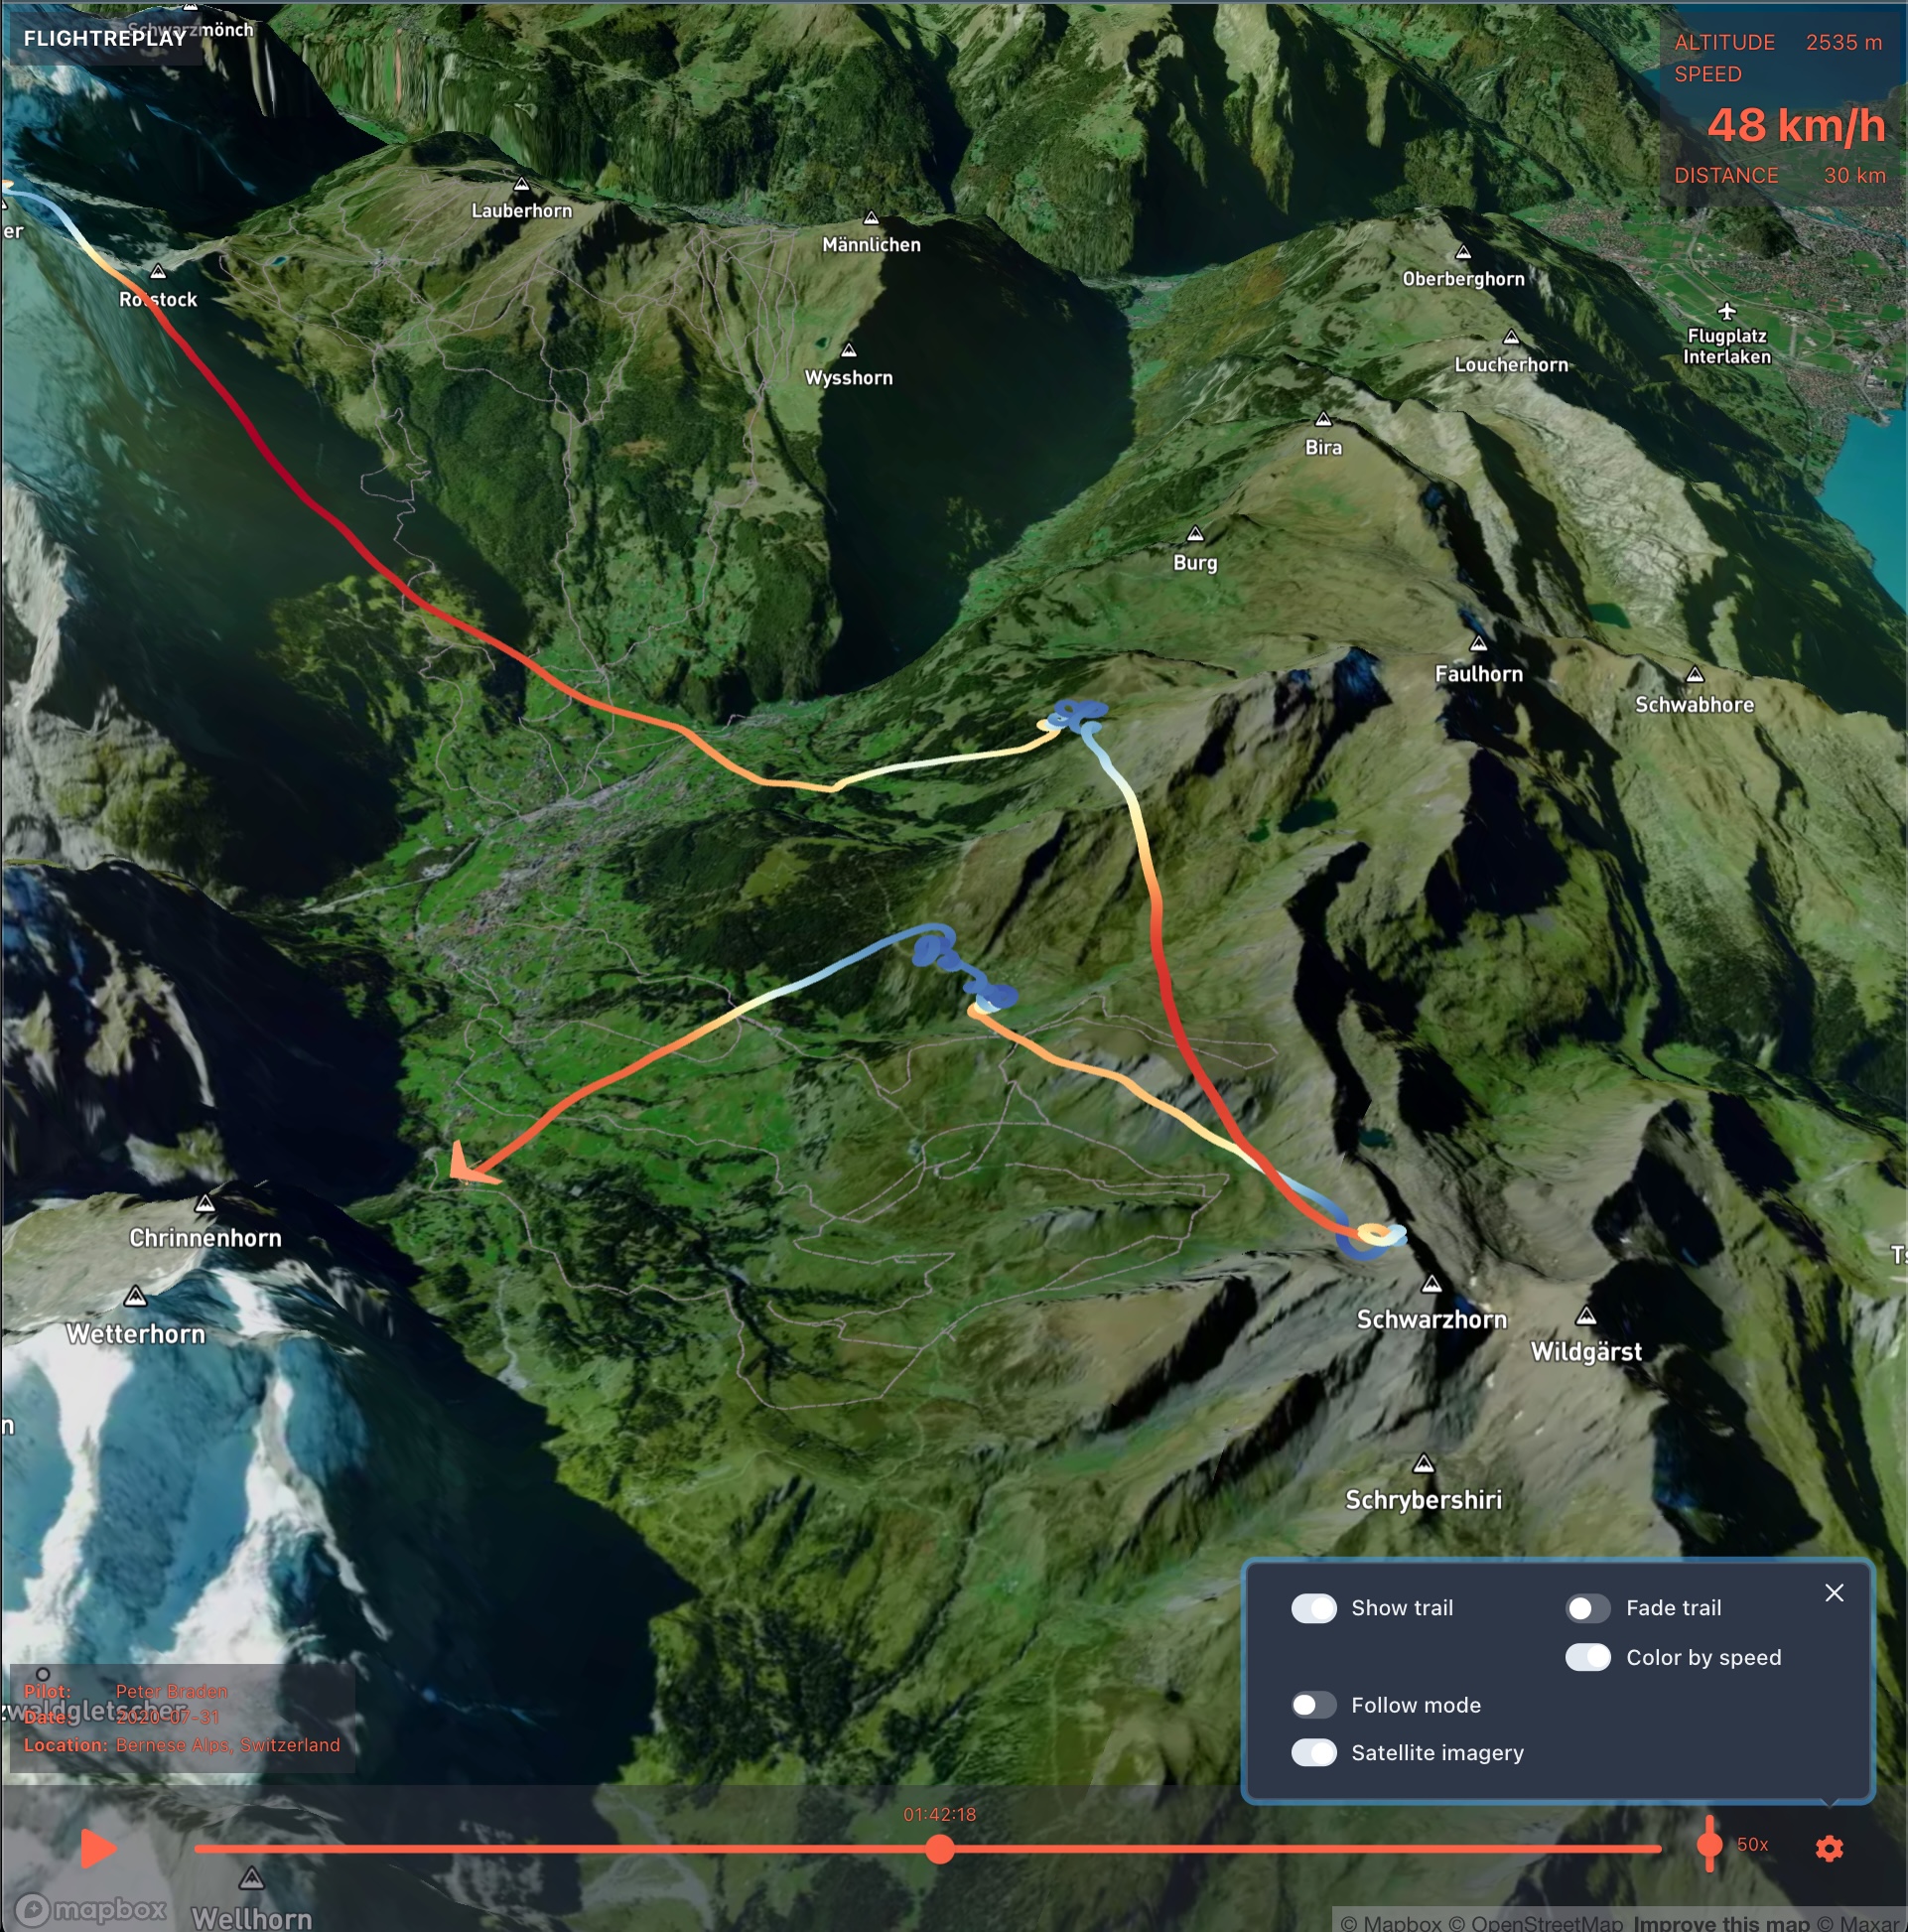 Schwarzmönch
FLIGHTREPLAY
ALTITUDE 2535 m
SPEED
48 km/h
DISTANCE 30 km
Lauberhorn
Männlichen
er
Oberberghorn
Rotstock
Flugplatz
Interlaken
Loucherhorn
Wysshorn
Bira
Burg
Faulhorn
Schwabhore
Chrinnenhorn
Ts
Schwarzhorn
Wetterhorn
Wildgärst
n
Schrybershiri
Show trail
Fade trail
Color by speed
Follow mode
Satellite imagery
Pilot: Peter Braden
zwaldgletscher
Date: 2020-07-31
Location: Bernese Alps, Switzerland
01:42:18
50x
mapbox
Wellhorn
© Mapbox © OpenStreetMap Improve this map © Maxar